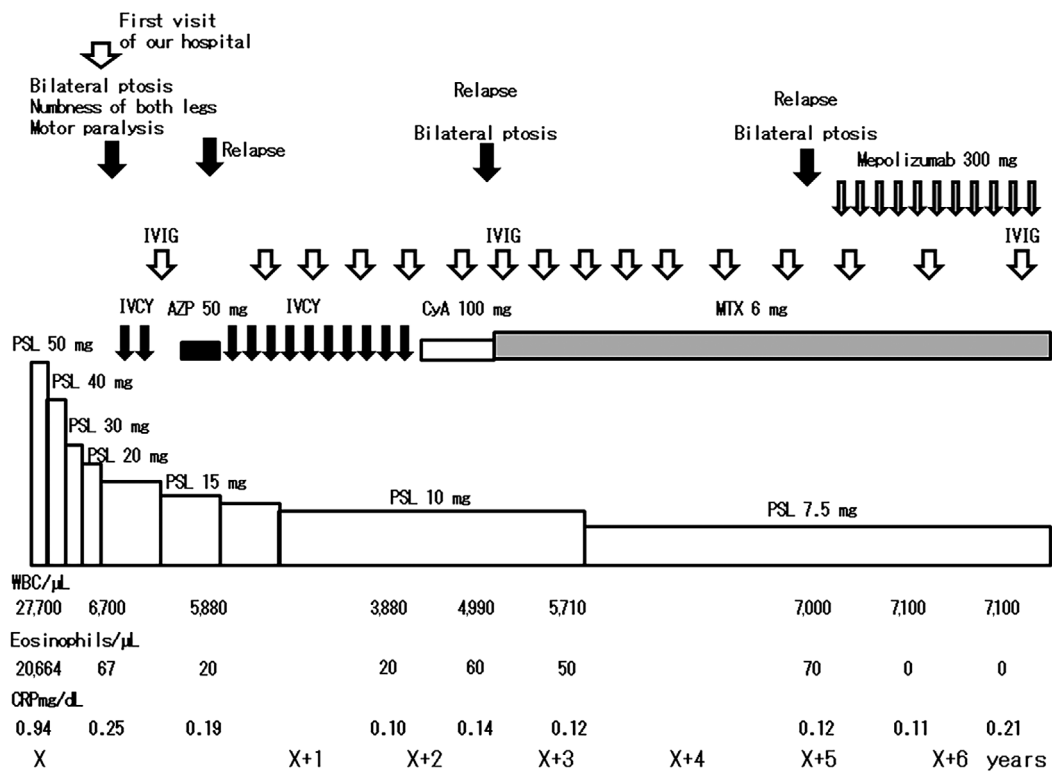 First visit
of our hospital
Bilateral ptosis
Numbness of both legs
Motor paralysis
Relapse
Relapse
Bilateral ptosis
Relapse
Bilateral ptosis
Mepolizumab 300 mg
IVIG IVIG IVIG
IVCY AZP 50 mg IVCY CyA 100 mg MTX 6 mg
PSL 50 mg
PSL 40 mg
PSL 30 mg
PSL 20 mg
PSL 15 mg
PSL 10 mg
PSL 7.5 mg
WBC/μL
27,700 6,700 5,880 3,880 4,990 5,710 7,000 7,100 7,100
Eosinophils/μL
20,664 67 20 20 60 50 70 0 0
CRPmg/dL
0.94 0.25 0.19 0.10 0.14 0.12 0.12 0.11 0.21
X X+1 X+2 X+3 X+4 X+5 X+6 years